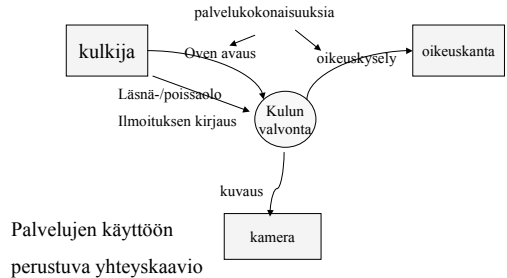 palvelukokonaisuuksia
kulkija
Oven avaus
oikeuskysely
oikeuskanta
Läsnä-/poissaolo
Ilmoituksen kirjaus
Kulun
valvonta
kuvaus
kamera
Palvelujen käyttöön
perustuva yhteyskaavio